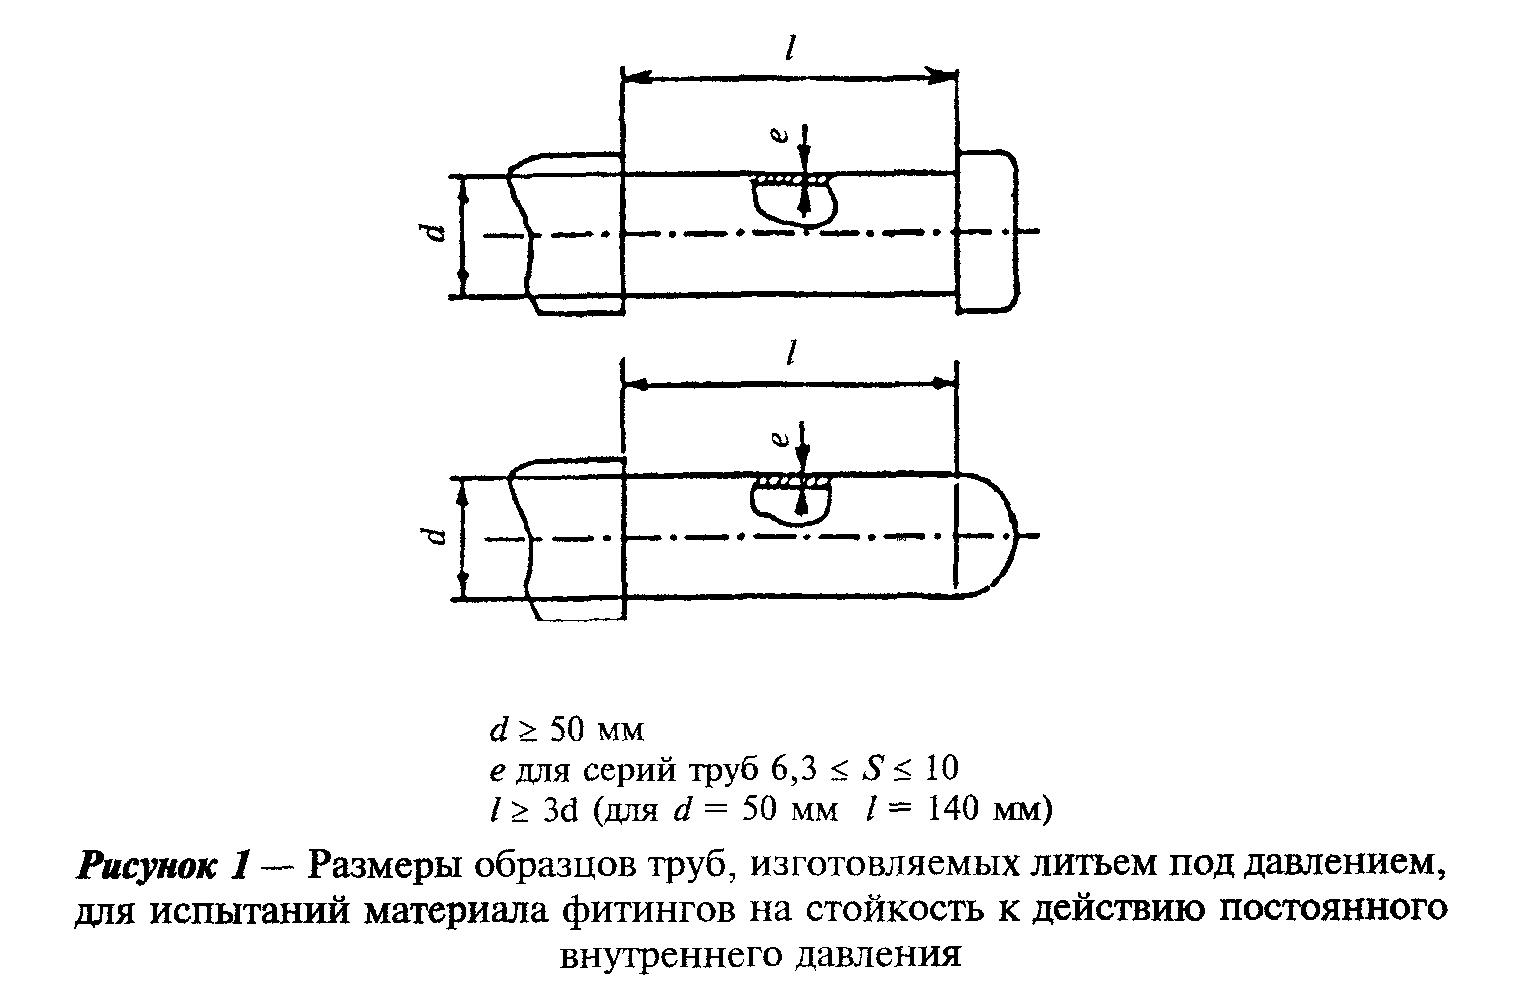 l
e
d
l
e
d
d ≥ 50 мм
e для серий труб 6,3 ≤ S ≤ 10
l ≥ 3d (для d = 50 мм l = 140 мм)
Рисунок 1 — Размеры образцов труб, изготовляемых литьем под давлением,
для испытаний материала фитингов на стойкость к действию постоянного
внутреннего давления